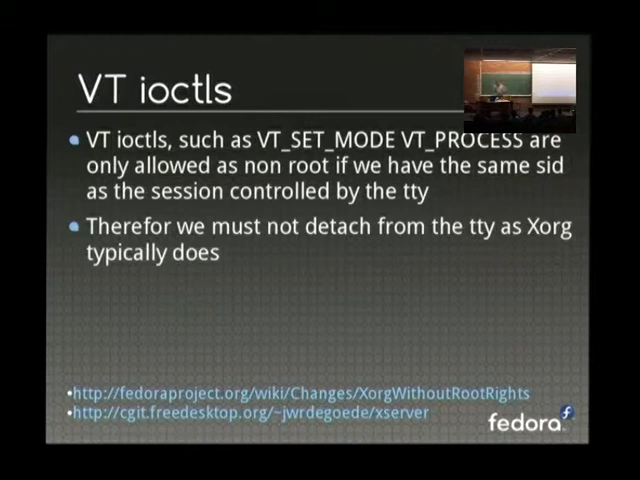 VT ioctls
VT ioctls, such as VT_SET_MODE VT_PROCESS are
only allowed as non root if we have the same sid
as the session controlled by the tty
Therefor we must not detach from the tty as Xorg
typically does
•http://fedoraproject.org/wiki/Changes/XorgWithoutRootRights
•http://cgit.freedesktop.org/~jwrdegoede/xserver
fedora